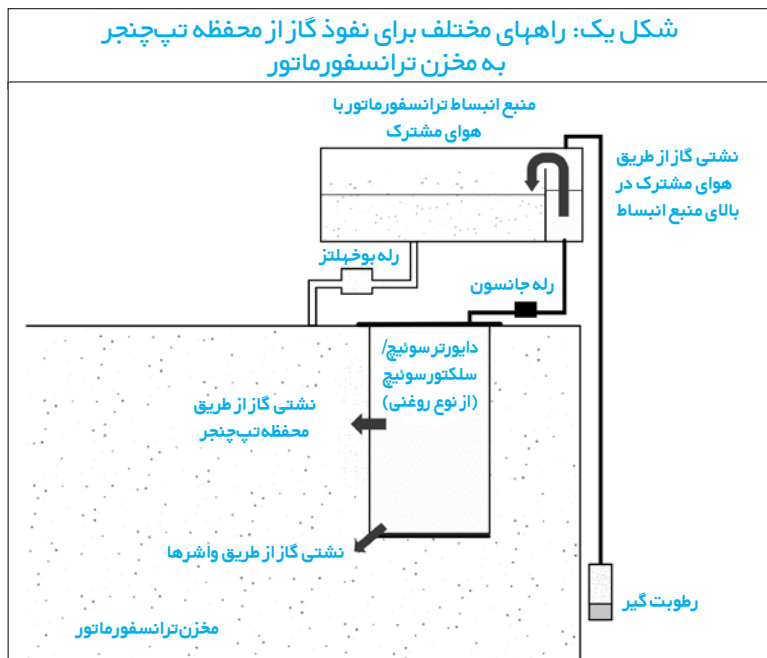 شکل یک: راههای مختلف برای نفوذ گاز از محفظه تپ‌چنجر
به مخزن ترانسفورماتور
منبع انبساط ترانسفورماتور با
هوای مشترک
نشتی گاز از طریق
هوای مشترک در
بالای منبع انبساط
رله بوخهلتز
رله جانسون
دایورتر سوئیچ/
سلکتور سوئیچ
(از نوع روغنی)
نشتی گاز از طریق
محفظه تپ‌چنجر
نشتی گاز از طریق واشرها
رطوبت گیر
مخزن ترانسفورماتور